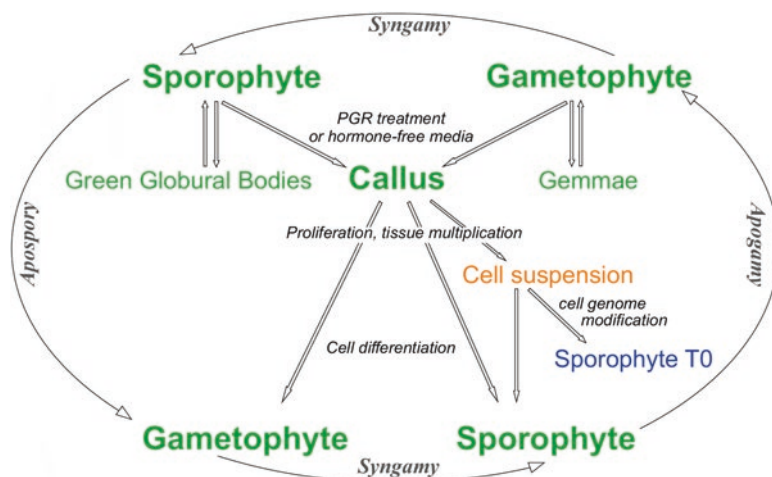 Syngamy
Sporophyte
Gametophyte
PGR treatment
or hormone-free media
Green Globural Bodies
Callus
Gemmae
Apospory
Apogamy
Proliferation, tissue multiplication
Cell suspension
cell genome
modification
Cell differentiation
Sporophyte T0
Gametophyte
Sporophyte
Syngamy